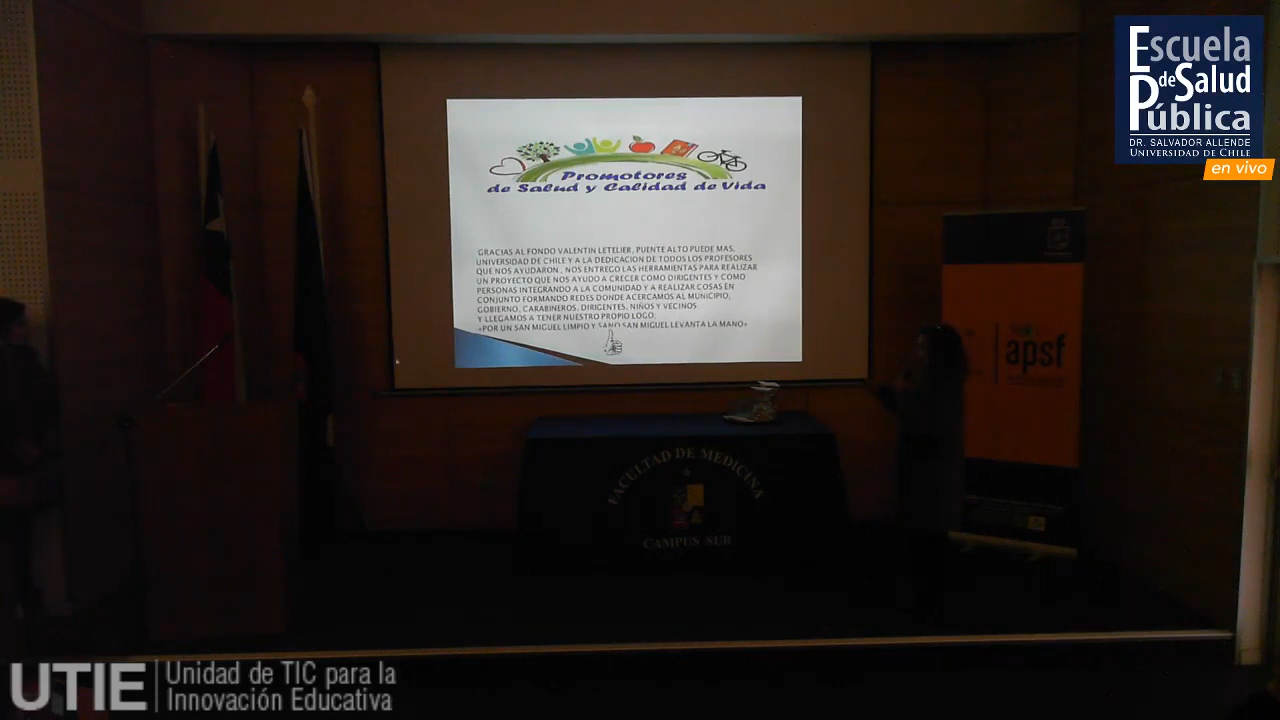 Escuela
de Salud
Pública
DR. SALVADOR ALLENDE
UNIVERSIDAD DE CHILE
en vivo
Promotores
de Salud y Calidad de Vida
GRACIAS AL FONDO VALENTIN LETELIER, PUENTE ALTO PUEDE MAS,
UNIVERSIDAD DE CHILE Y A LA DEDICACION DE TODOS LOS PROFESORES
QUE NOS AYUDARON , NOS ENTREGO LAS HERRAMIENTAS PARA REALIZAR
UN PROYECTO QUE NOS AYUDO A CRECER COMO DIRIGENTES Y COMO
PERSONAS INTEGRANDO A LA COMUNIDAD Y A REALIZAR COSAS EN
CONJUNTO FORMANDO REDES DONDE ACERCAMOS AL MUNICIPIO,
GOBIERNO, CARABINEROS, DIRIGENTES, NIÑOS Y VECINOS
Y LLEGAMOS A TENER NUESTRO PROPIO LOGO;
«POR UN SAN MIGUEL LIMPIO Y SANO SAN MIGUEL LEVANTA LA MANO»
apsf
FACULTAD DE MEDICINA
CAMPUS SUR
UTIE
Unidad de TIC para la
Innovación Educativa